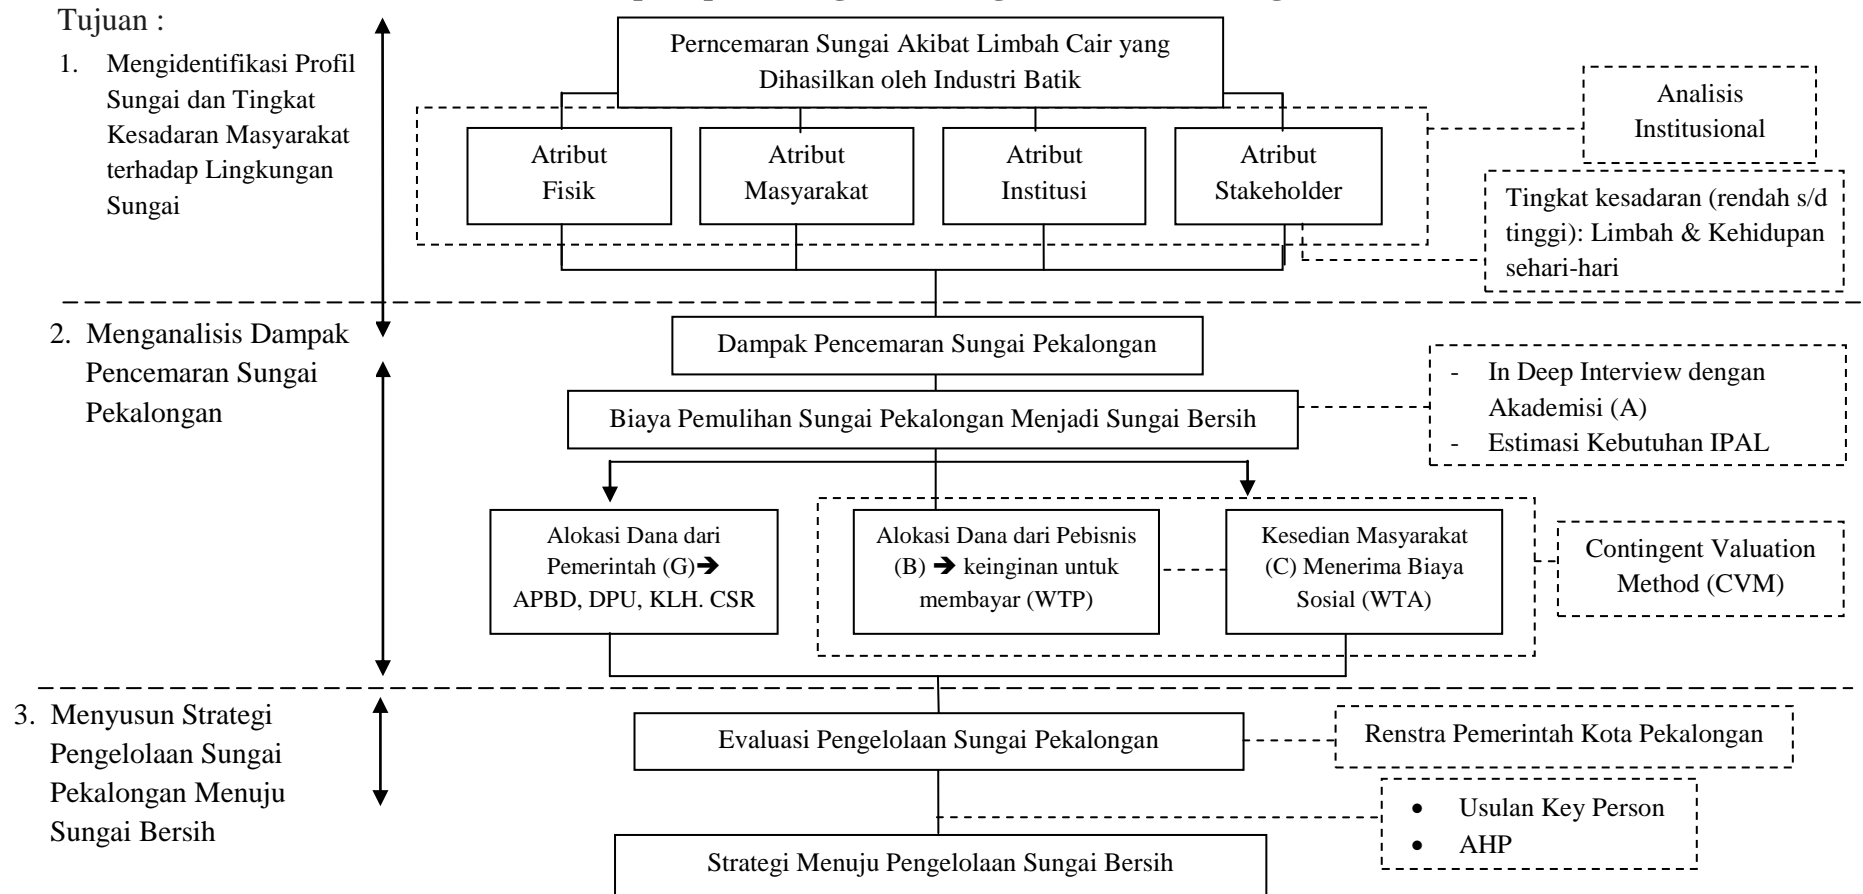 Tujuan :
1. Mengidentifikasi Profil
Sungai dan Tingkat
Kesadaran Masyarakat
terhadap Lingkungan
Sungai
Perncemaran Sungai Akibat Limbah Cair yang
Dihasilkan oleh Industri Batik
Analisis
Institusional
Atribut
Fisik
Atribut
Masyarakat
Atribut
Institusi
Atribut
Stakeholder
Tingkat kesadaran (rendah s/d
tinggi): Limbah & Kehidupan
sehari-hari
2. Menganalisis Dampak
Pencemaran Sungai
Pekalongan
Dampak Pencemaran Sungai Pekalongan
Biaya Pemulihan Sungai Pekalongan Menjadi Sungai Bersih
- In Deep Interview dengan
Akademisi (A)
- Estimasi Kebutuhan IPAL
Alokasi Dana dari
Pemerintah (G)➔
APBD, DPU, KLH. CSR
Alokasi Dana dari Pebisnis
(B) ➔ keinginan untuk
membayar (WTP)
Kesedian Masyarakat
(C) Menerima Biaya
Sosial (WTA)
Contingent Valuation
Method (CVM)
3. Menyusun Strategi
Pengelolaan Sungai
Pekalongan Menuju
Sungai Bersih
Evaluasi Pengelolaan Sungai Pekalongan
Renstra Pemerintah Kota Pekalongan
• Usulan Key Person
• AHP
Strategi Menuju Pengelolaan Sungai Bersih